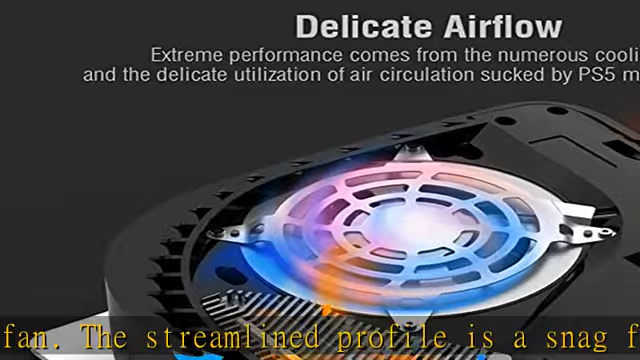 Delicate Airflow
Extreme performance comes from the numerous cooli
and the delicate utilization of air circulation sucked by PS5 m
fan. The streamlined profile is a snag f